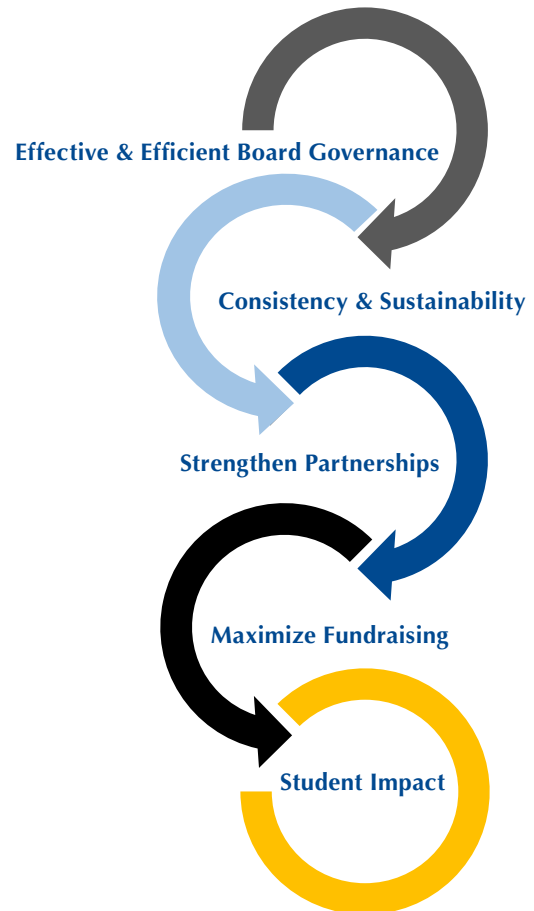 Effective & Efficient Board Governance
Consistency & Sustainability
Strengthen Partnerships
Maximize Fundraising
Student Impact